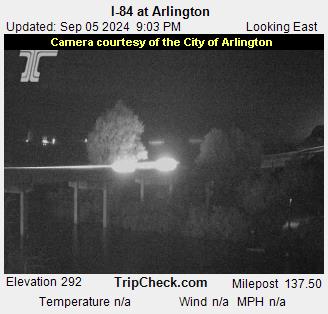 I-84 at Arlington
Updated: Sep 05 2024 9:03 PM Looking East
Camera courtesy of the City of Arlington
Elevation 292 TripCheck.com Milepost 137.50
Temperature n/a Wind n/a MPH n/a